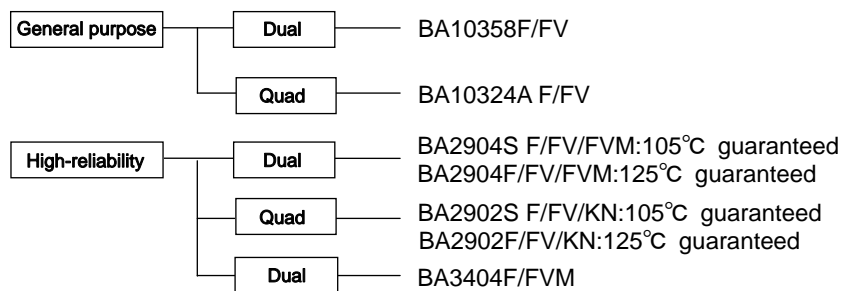 General purpose
Dual
BA10358F/FV
Quad
BA10324A F/FV
High-reliability
Dual
BA2904S F/FV/FVM:105℃ guaranteed
BA2904F/FV/FVM:125℃ guaranteed
Quad
BA2902S F/FV/KN:105℃ guaranteed
BA2902F/FV/KN:125℃ guaranteed
Dual
BA3404F/FVM